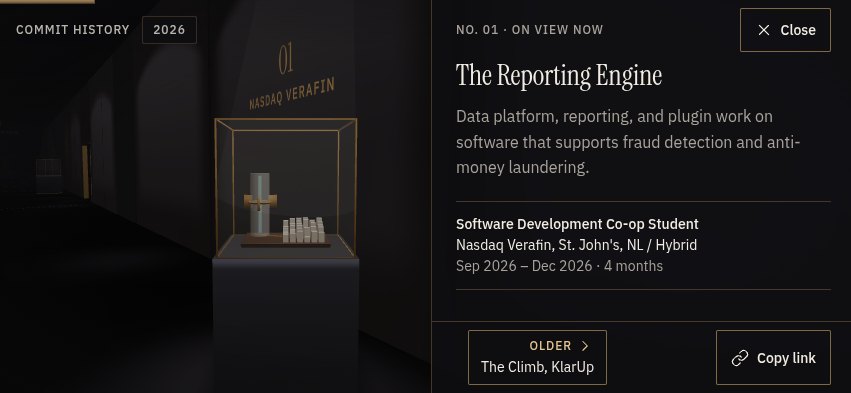 COMMIT HISTORY
2026
01
NASDAQ VERAFIN
NO. 01 · ON VIEW NOW
Close
The Reporting Engine
Data platform, reporting, and plugin work on
software that supports fraud detection and anti-
money laundering.
Software Development Co-op Student
Nasdaq Verafin, St. John's, NL / Hybrid
Sep 2026 – Dec 2026 · 4 months
OLDER
The Climb, KlarUp
Copy link